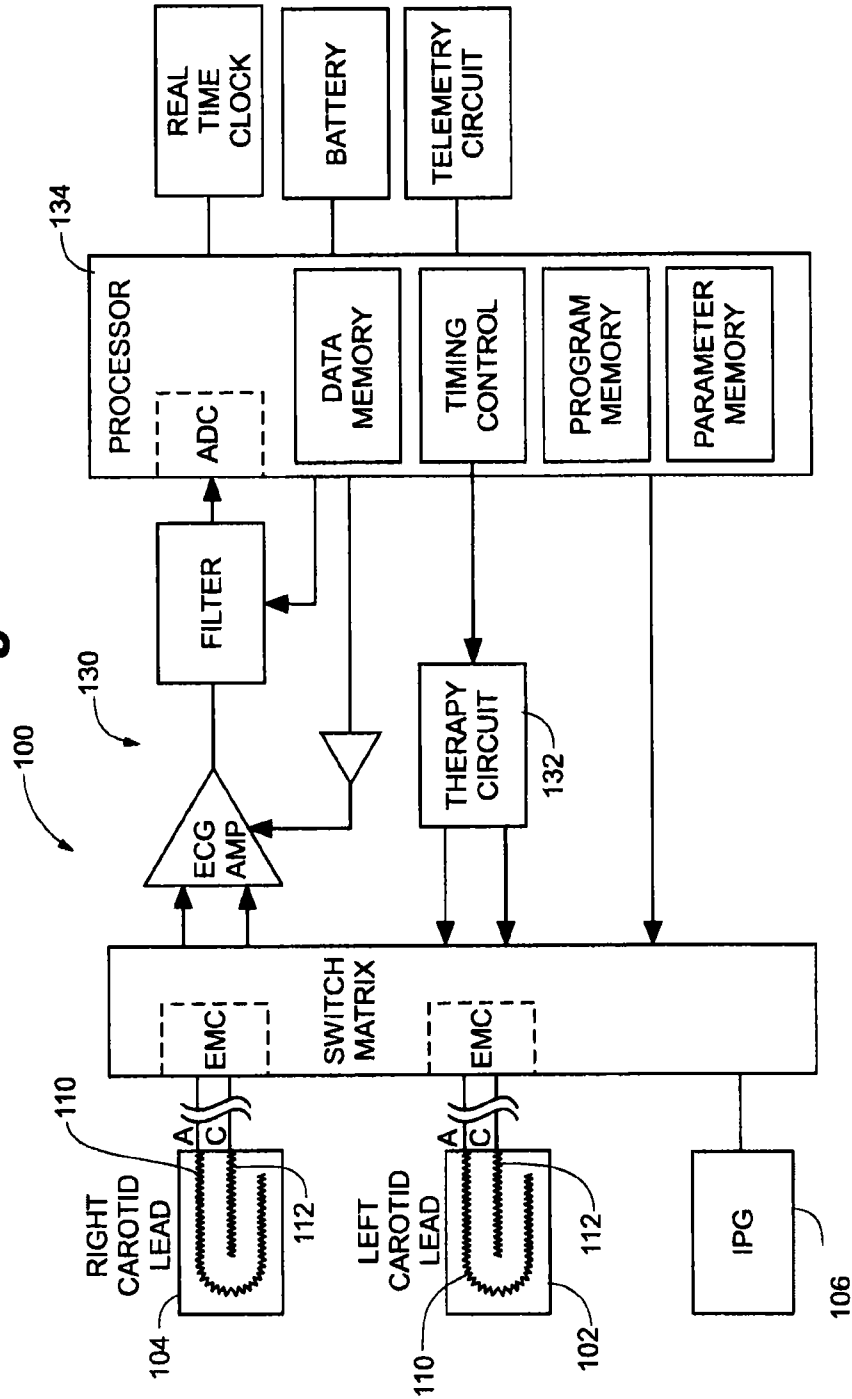 104
RIGHT
CAROTID
LEAD
110
A
C
112
EMC
SWITCH
MATRIX
110
LEFT
CAROTID
LEAD
A
C
112
102
EMC
IPG
106
100
130
ECG
AMP
FILTER
THERAPY
CIRCUIT
132
134
PROCESSOR
ADC
DATA
MEMORY
TIMING
CONTROL
PROGRAM
MEMORY
PARAMETER
MEMORY
REAL
TIME
CLOCK
BATTERY
TELEMETRY
CIRCUIT